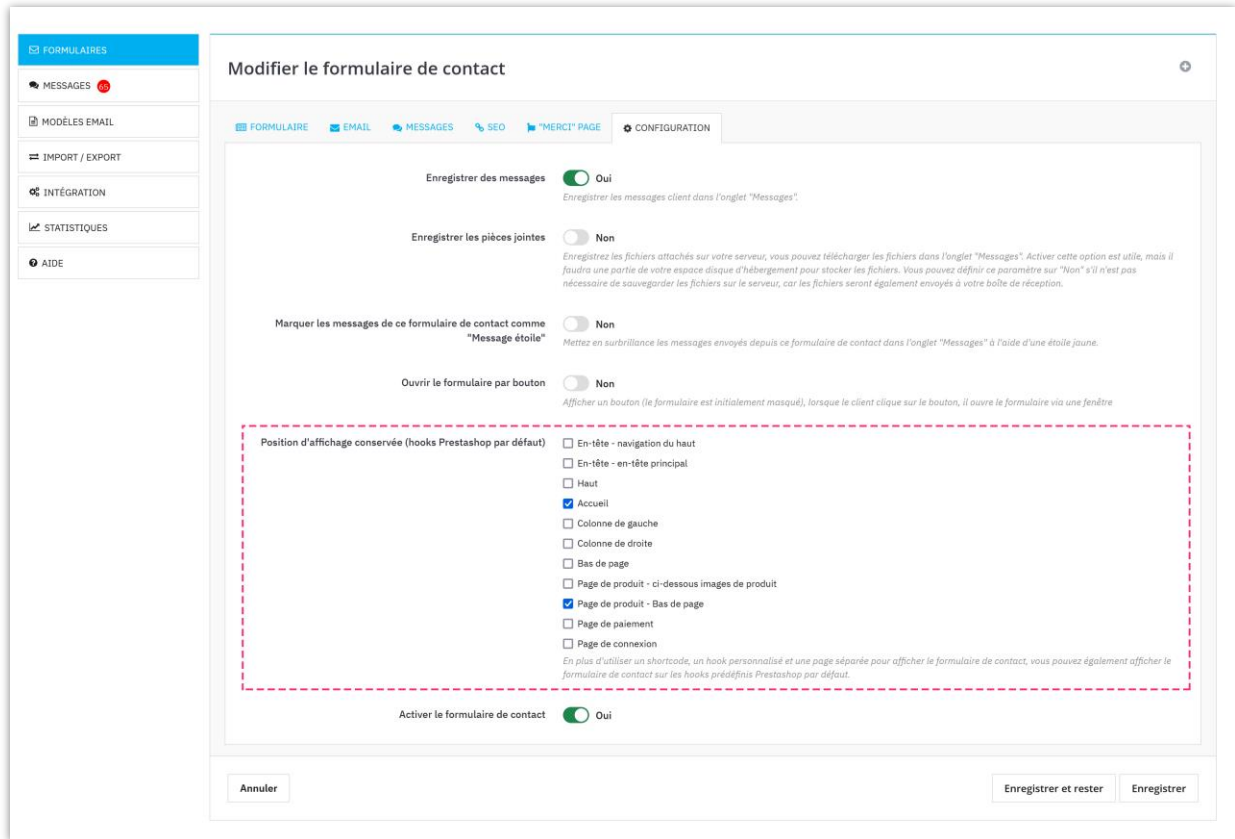 FORMULAIRES
MESSAGES 65
MODÈLES EMAIL
IMPORT / EXPORT
INTÉGRATION
STATISTIQUES
AIDE
Modifier le formulaire de contact
FORMULAIRE EMAIL MESSAGES SEO "MERCI" PAGE CONFIGURATION
Enregistrer des messages Oui
Enregistrer les messages client dans l'onglet "Messages".
Enregistrer les pièces jointes Non
Enregistrez les fichiers attachés sur votre serveur, vous pouvez télécharger les fichiers dans l'onglet "Messages". Activer cette option est utile, mais il
faudra une partie de votre espace disque d'hébergement pour stocker les fichiers. Vous pouvez définir ce paramètre sur "Non" s'il n'est pas
nécessaire de sauvegarder les fichiers sur le serveur, car les fichiers seront également envoyés à votre boîte de réception.
Marquer les messages de ce formulaire de contact comme
"Message étoile" Non
Mettez en surbrillance les messages envoyés depuis ce formulaire de contact dans l'onglet "Messages" à l'aide d'une étoile jaune.
Ouvrir le formulaire par bouton Non
Afficher un bouton (le formulaire est initialement masqué), lorsque le client clique sur le bouton, il ouvre le formulaire via une fenêtre
Position d'affichage conservée (hooks Prestashop par défaut)
En-tête - navigation du haut
En-tête - en-tête principal
Haut
Accueil
Colonne de gauche
Colonne de droite
Bas de page
Page de produit - ci-dessous images de produit
Page de produit - Bas de page
Page de paiement
Page de connexion
En plus d'utiliser un shortcode, un hook personnalisé et une page séparée pour afficher le formulaire de contact, vous pouvez également afficher le
formulaire de contact sur les hooks prédéfinis Prestashop par défaut.
Activer le formulaire de contact Oui
Annuler Enregistrer et rester Enregistrer